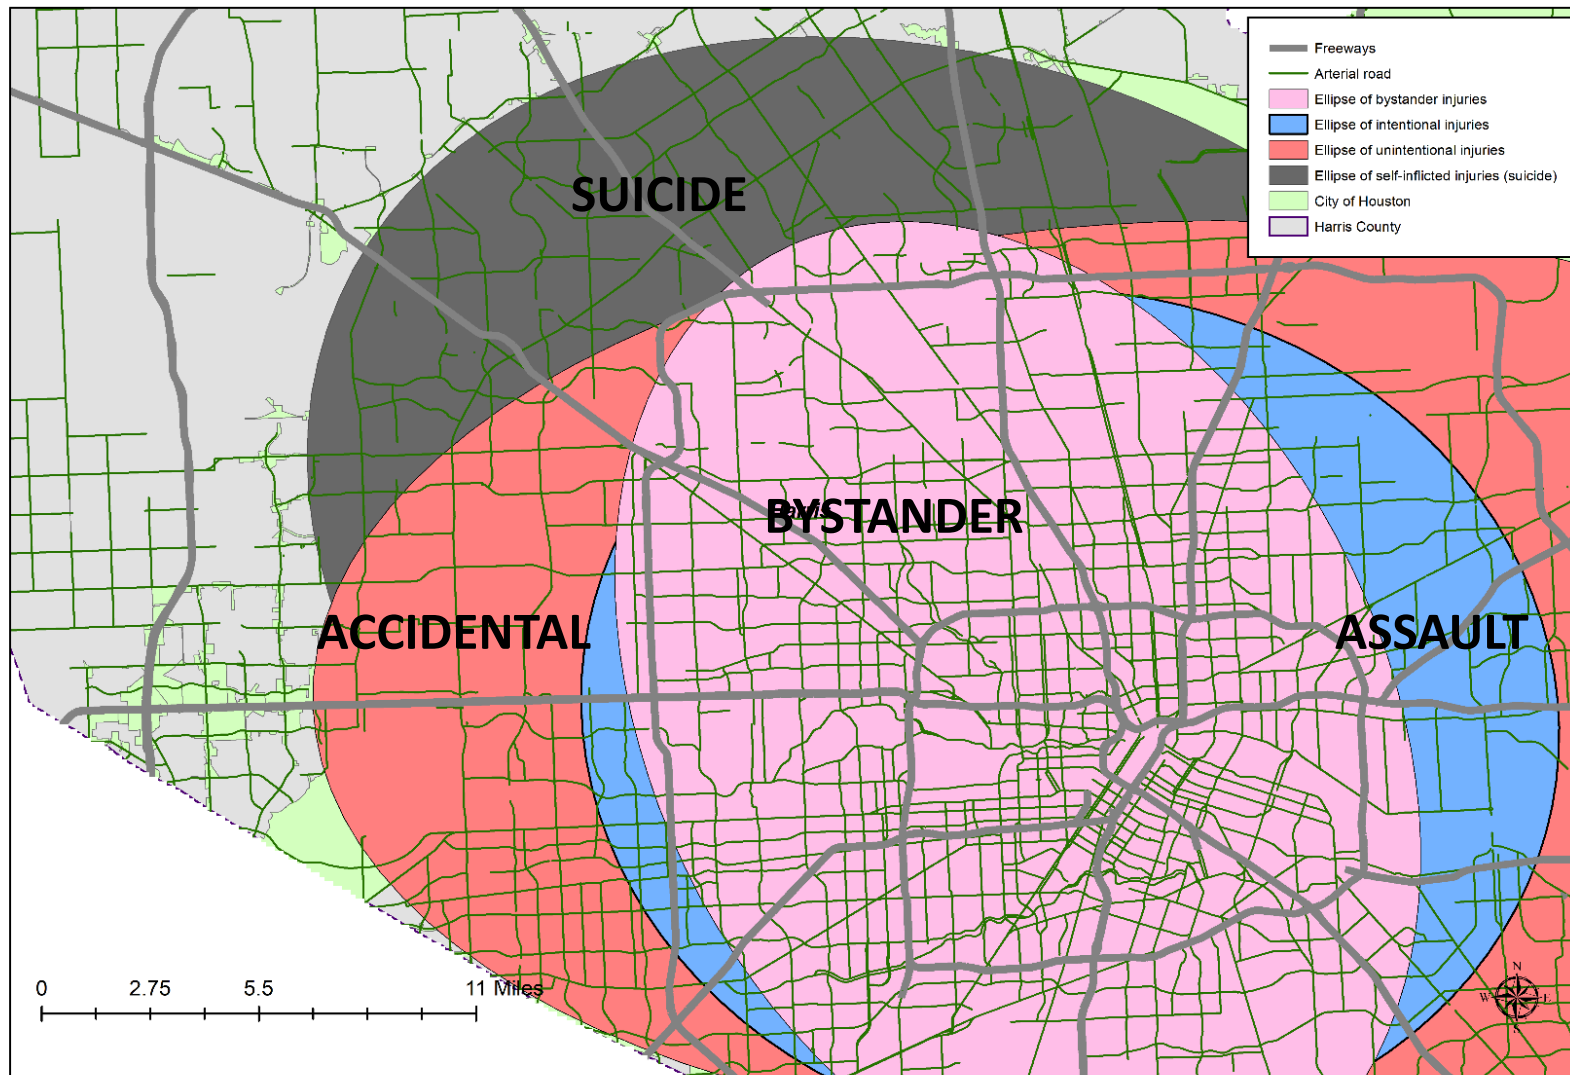 Freeways
Arterial road
Ellipse of bystander injuries
Ellipse of intentional injuries
Ellipse of unintentional injuries
Ellipse of self-inflicted injuries (suicide)
City of Houston
Harris County
SUICIDE
Harris
BYSTANDER
ACCIDENTAL
ASSAULT
0 2.75 5.5 11 Miles
N
W E
S